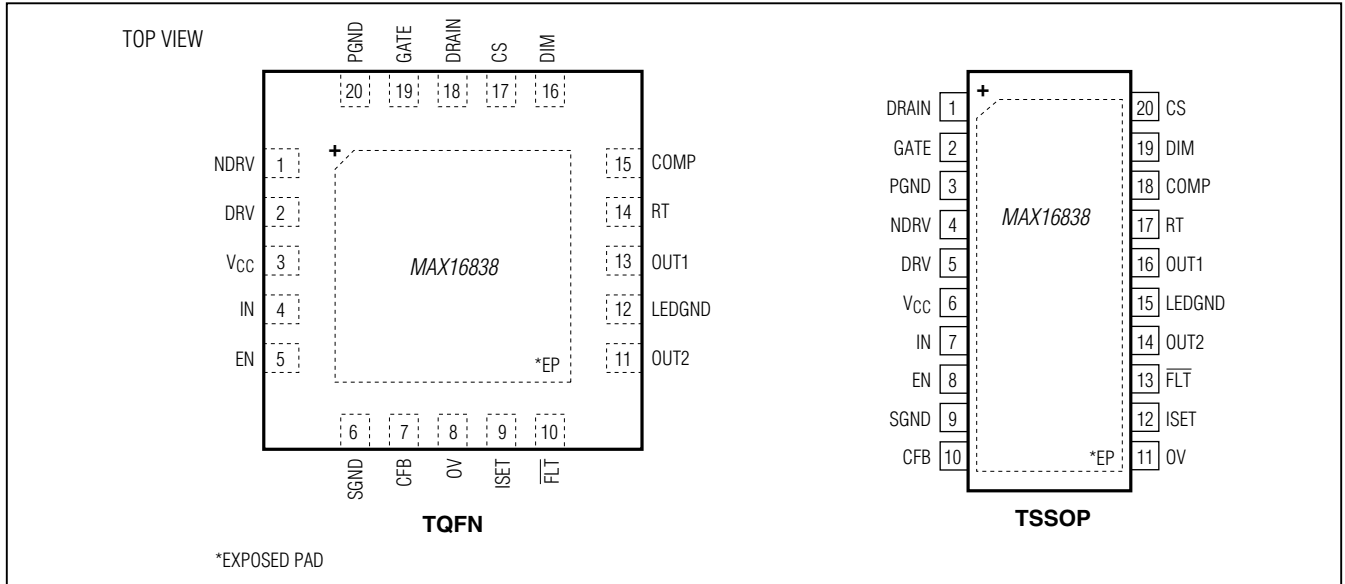 TOP VIEW
PGND
GATE
DRAIN
CS
DIM
20 19 18 17 16
NDRV 1
DRV 2
VCC 3
IN 4
EN 5
+
MAX16838
*EP
15 COMP
14 RT
13 OUT1
12 LEDGND
11 OUT2
6 7 8 9 10
SGND
CFB
OV
ISET
F̅L̅T̅
TQFN
*EXPOSED PAD
DRAIN 1
GATE 2
PGND 3
NDRV 4
DRV 5
VCC 6
IN 7
EN 8
SGND 9
CFB 10
+
MAX16838
*EP
20 CS
19 DIM
18 COMP
17 RT
16 OUT1
15 LEDGND
14 OUT2
13 F̅L̅T̅
12 ISET
11 OV
TSSOP